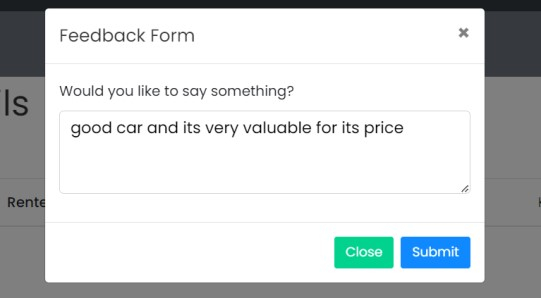 Feedback Form
×
Would you like to say something?
good car and its very valuable for its price
Close
Submit
ls
Rente